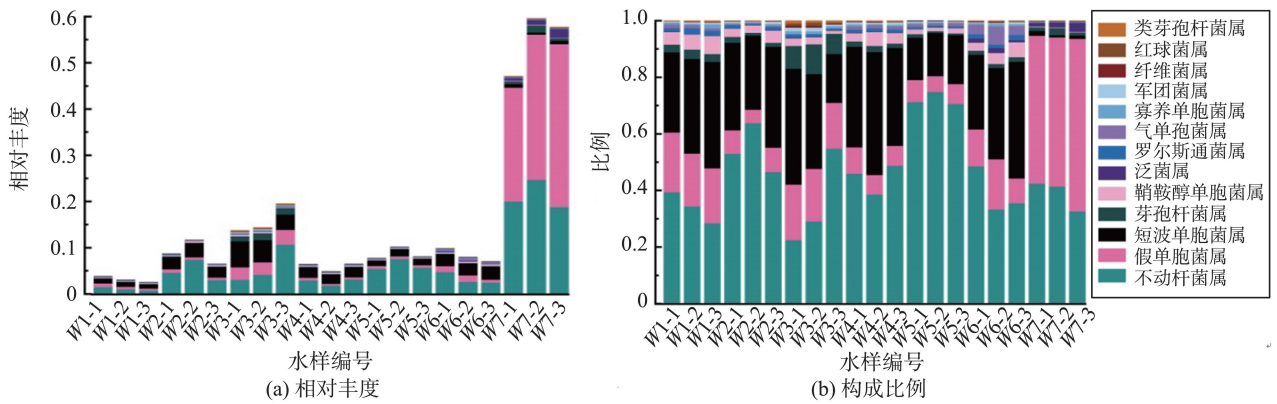 0.6
0.5
0.4
0.3
0.2
0.1
0
相对丰度
W1-1
W1-2
W1-3
W2-1
W2-2
W2-3
W3-1
W3-2
W3-3
W4-1
W4-2
W4-3
W5-1
W5-2
W5-3
W6-1
W6-2
W6-3
W7-1
W7-2
W7-3
水样编号
(a) 相对丰度
1.0
0.8
0.6
0.4
0.2
0
比例
W1-1
W1-2
W1-3
W2-1
W2-2
W2-3
W3-1
W3-2
W3-3
W4-1
W4-2
W4-3
W5-1
W5-2
W5-3
W6-1
W6-2
W6-3
W7-1
W7-2
W7-3
水样编号
(b) 构成比例
类芽孢杆菌属
红球菌属
纤维菌属
军团菌属
寡养单胞菌属
气单孢菌属
罗尔斯通菌属
泛菌属
鞘鞍醇单胞菌属
芽孢杆菌属
短波单胞菌属
假单胞菌属
不动杆菌属